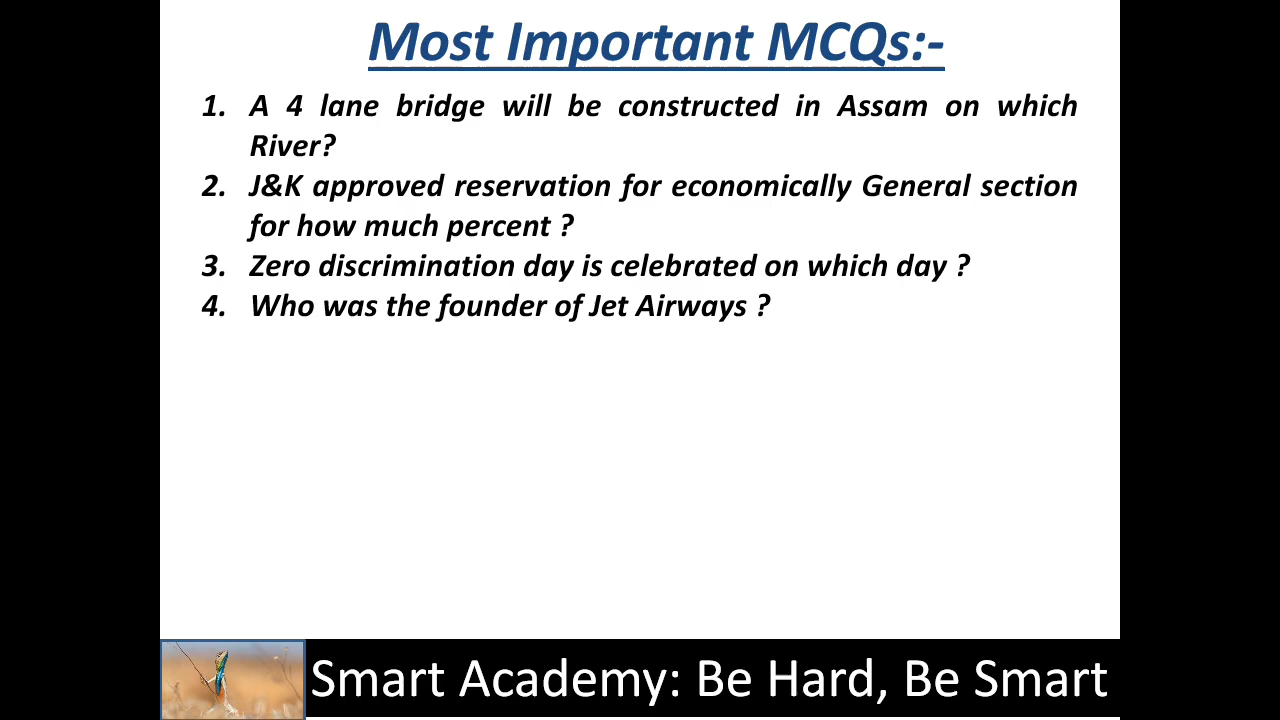 Most Important MCQs:-
1. A 4 lane bridge will be constructed in Assam on which
River?
2. J&K approved reservation for economically General section
for how much percent ?
3. Zero discrimination day is celebrated on which day ?
4. Who was the founder of Jet Airways ?
Smart Academy: Be Hard, Be Smart